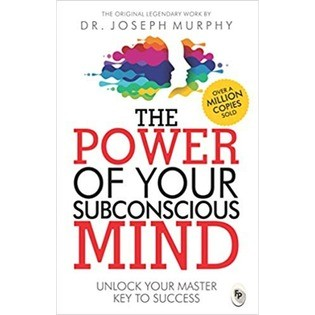 THE ORIGINAL LEGENDARY WORK BY
DR. JOSEPH MURPHY
OVER A
MILLION
COPIES
SOLD
THE
POWER
OF YOUR
SUBCONSCIOUS
MIND
UNLOCK YOUR MASTER
KEY TO SUCCESS
FP